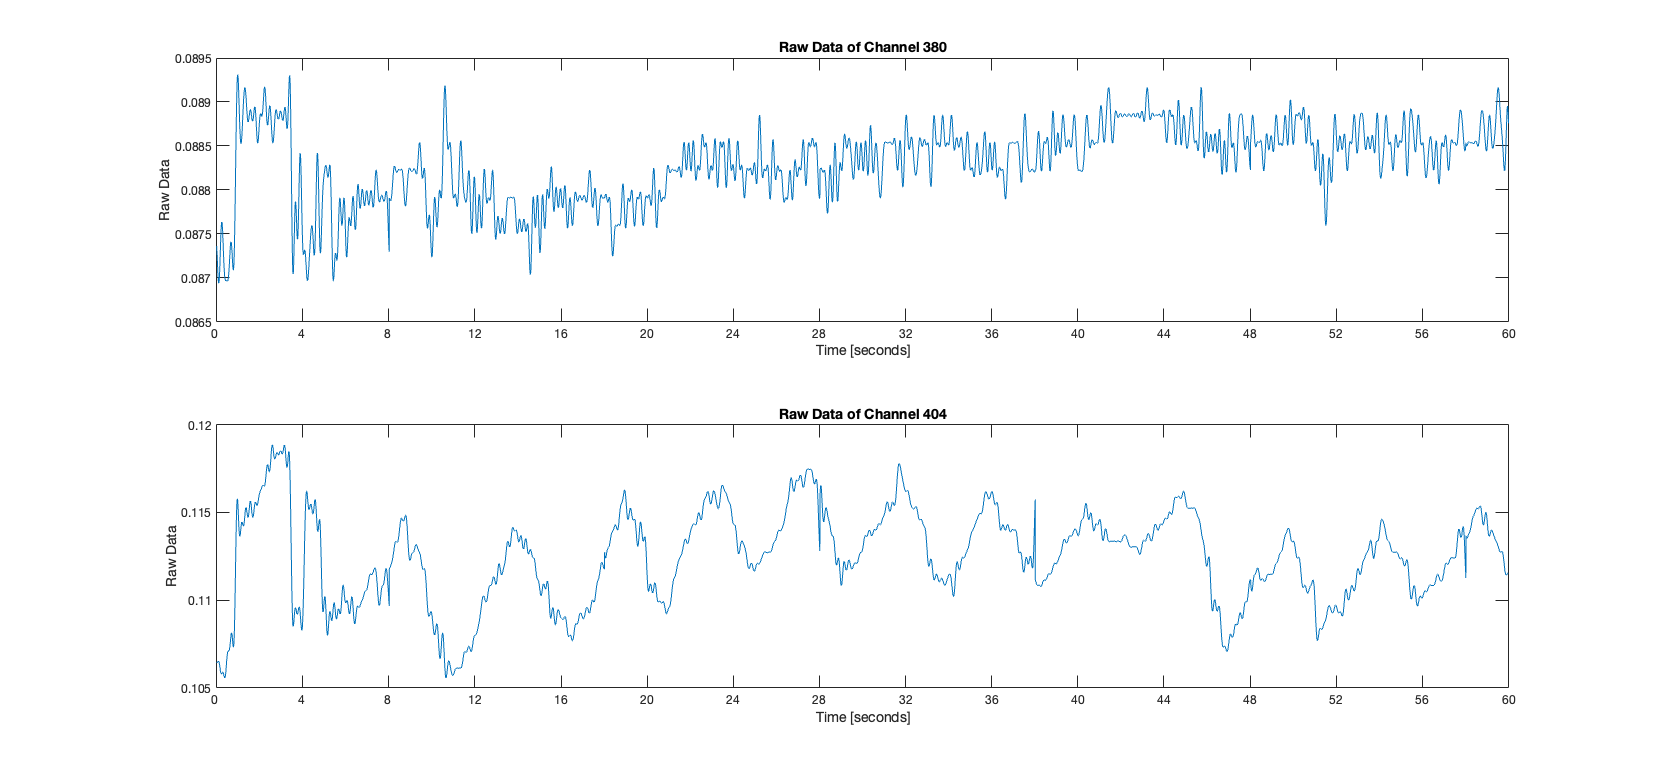 Raw Data of Channel 380
Raw Data
0.0895
0.089
0.0885
0.088
0.0875
0.087
0.0865
0 4 8 12 16 20 24 28 32 36 40 44 48 52 56 60
Time [seconds]
Raw Data of Channel 404
Raw Data
0.12
0.115
0.11
0.105
0 4 8 12 16 20 24 28 32 36 40 44 48 52 56 60
Time [seconds]